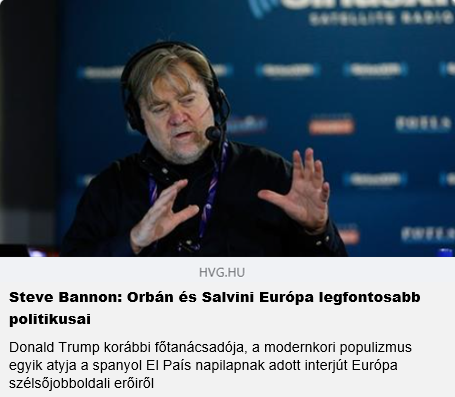 SiriusXM
SATELLITE RADIO
HVG.HU
Steve Bannon: Orbán és Salvini Európa legfontosabb
politikusai
Donald Trump korábbi főtanácsadója, a modernkori populizmus
egyik atyja a spanyol El País napilapnak adott interjút Európa
szélsőjobboldali erőiről